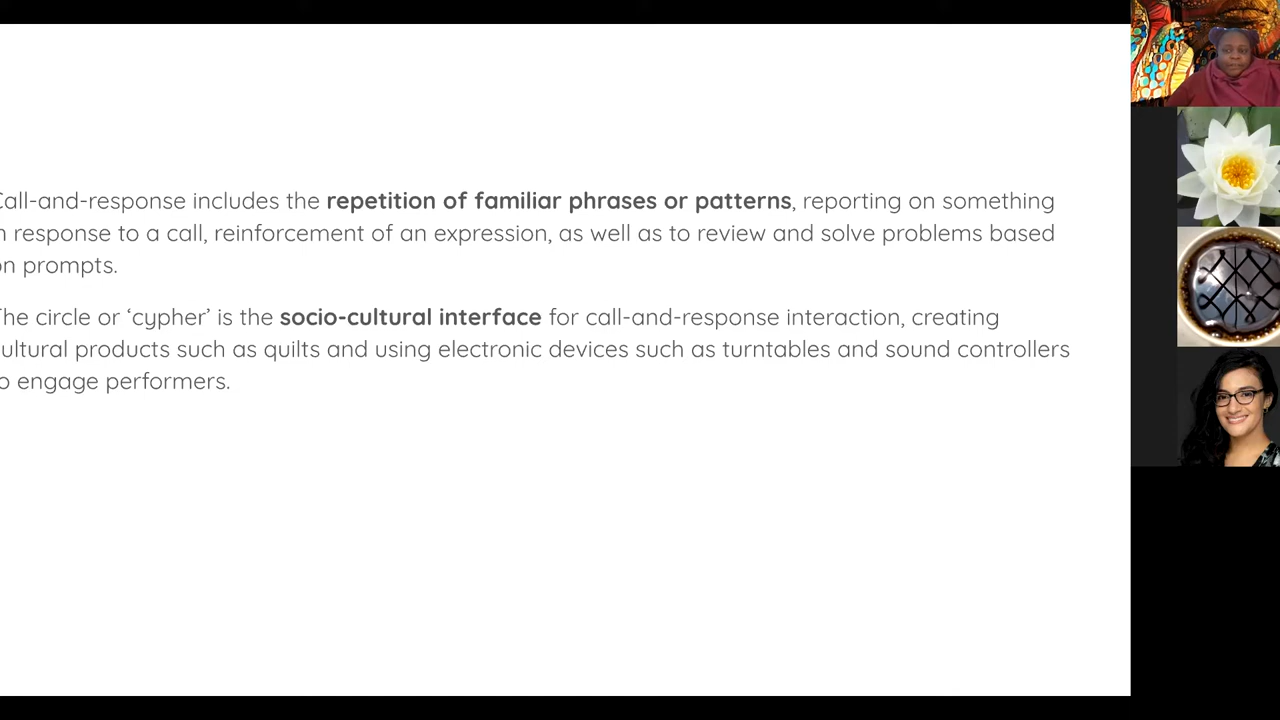 Call-and-response includes the repetition of familiar phrases or patterns, reporting on something
n response to a call, reinforcement of an expression, as well as to review and solve problems based
on prompts.
The circle or ‘cypher’ is the socio-cultural interface for call-and-response interaction, creating
ultural products such as quilts and using electronic devices such as turntables and sound controllers
to engage performers.